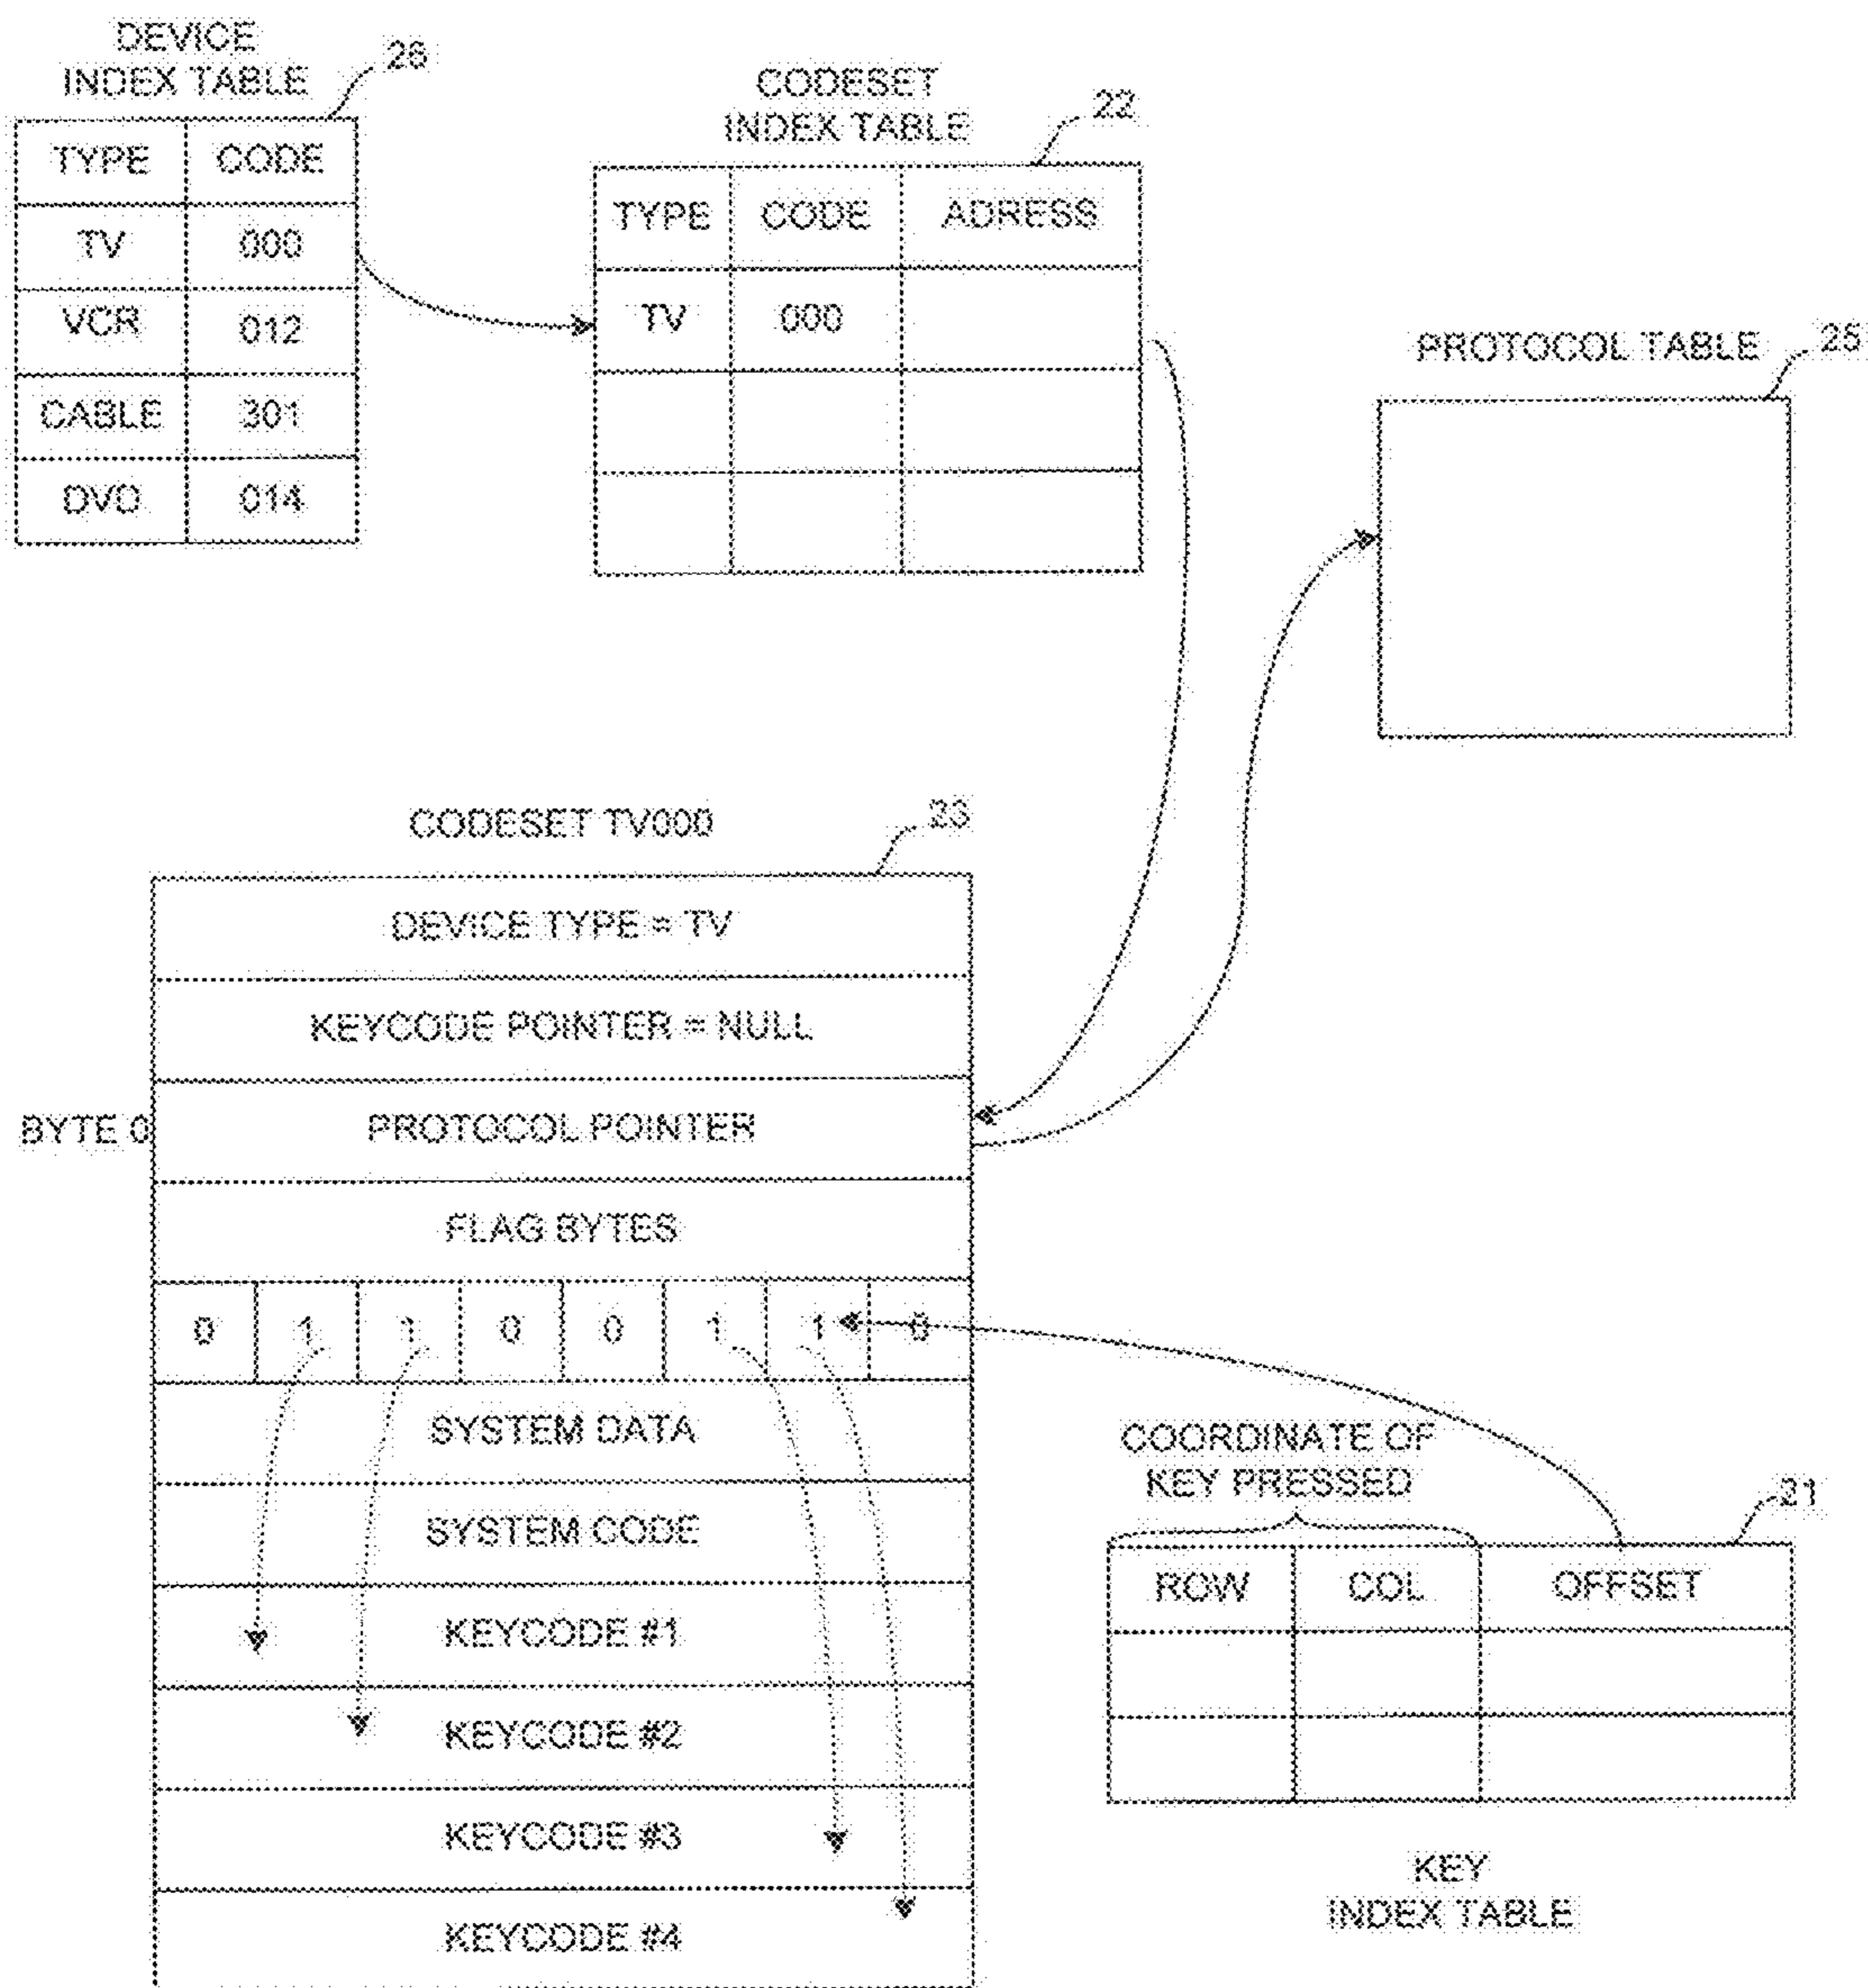 DEVICE
INDEX TABLE
26
TYPE CODE
TV 000
VCR 012
CABLE 301
DVD 014
CODESET
INDEX TABLE
22
TYPE CODE ADRESS
TV 000
PROTOCOL TABLE
25
CODESET TV000
23
DEVICE TYPE = TV
KEYCODE POINTER = NULL
BYTE 0
PROTOCOL POINTER
FLAG BYTES
0 1 1 0 0 1 1 0
SYSTEM DATA
SYSTEM CODE
KEYCODE #1
KEYCODE #2
KEYCODE #3
KEYCODE #4
COORDINATE OF
KEY PRESSED
21
ROW COL OFFSET
KEY
INDEX TABLE